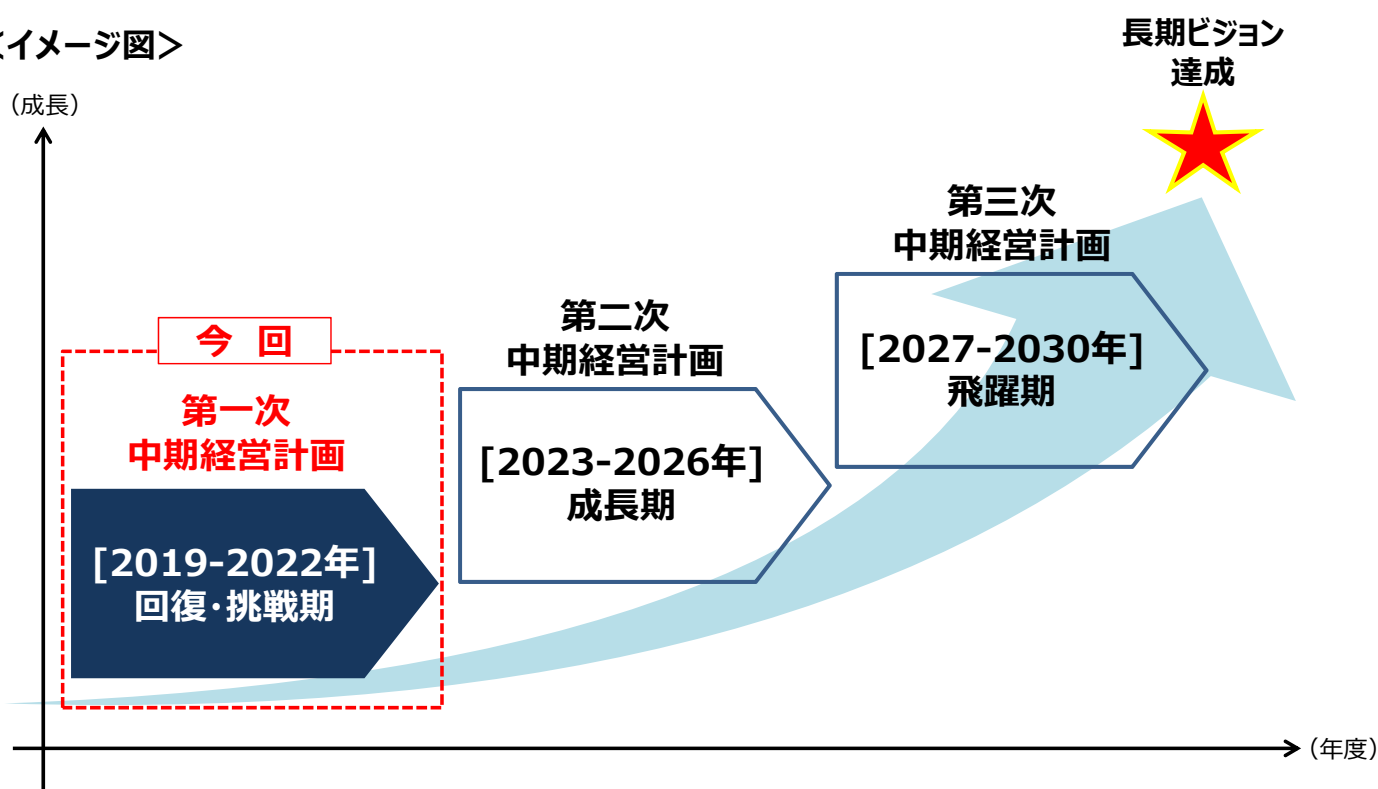 <イメージ図>
（成長）
長期ビジョン
達成
第三次
中期経営計画
[2027-2030年]
飛躍期
第二次
中期経営計画
[2023-2026年]
成長期
今 回
第一次
中期経営計画
[2019-2022年]
回復・挑戦期
（年度）